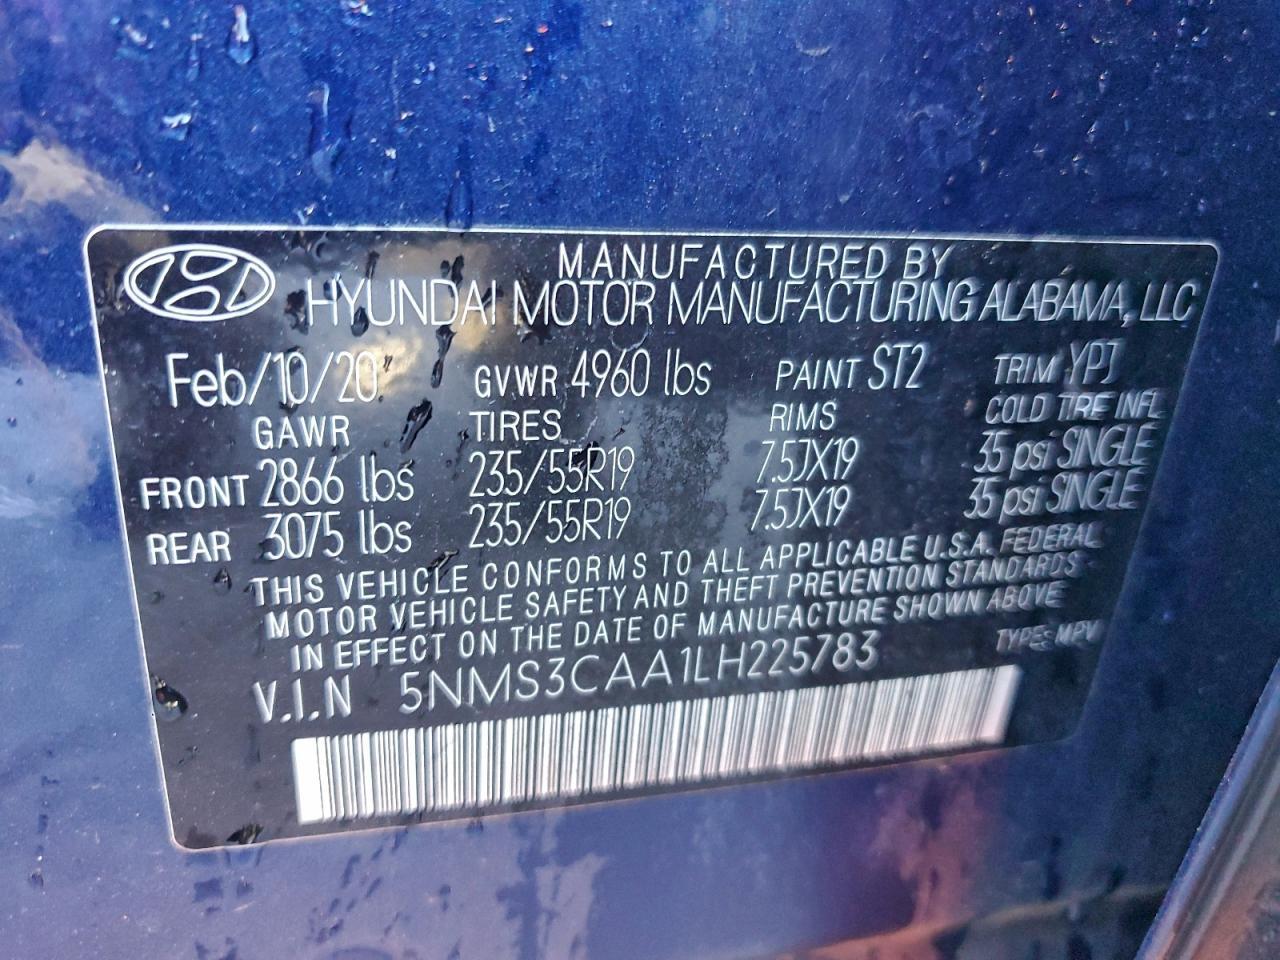 MANUFACTURED BY
HYUNDAI MOTOR MANUFACTURING ALABAMA, LLC
Feb/10/20 GVWR 4960 lbs PAINT ST2 TRIM YPJ
GAWR TIRES RIMS COLD TIRE INFL
FRONT 2866 lbs 235/55R19 7.5JX19 35 psi SINGLE
REAR 3075 lbs 235/55R19 7.5JX19 35 psi SINGLE
THIS VEHICLE CONFORMS TO ALL APPLICABLE U.S.A. FEDERAL
MOTOR VEHICLE SAFETY AND THEFT PREVENTION STANDARDS
IN EFFECT ON THE DATE OF MANUFACTURE SHOWN ABOVE
V.I.N 5NMS3CAA1LH225783 TYPE: MPV